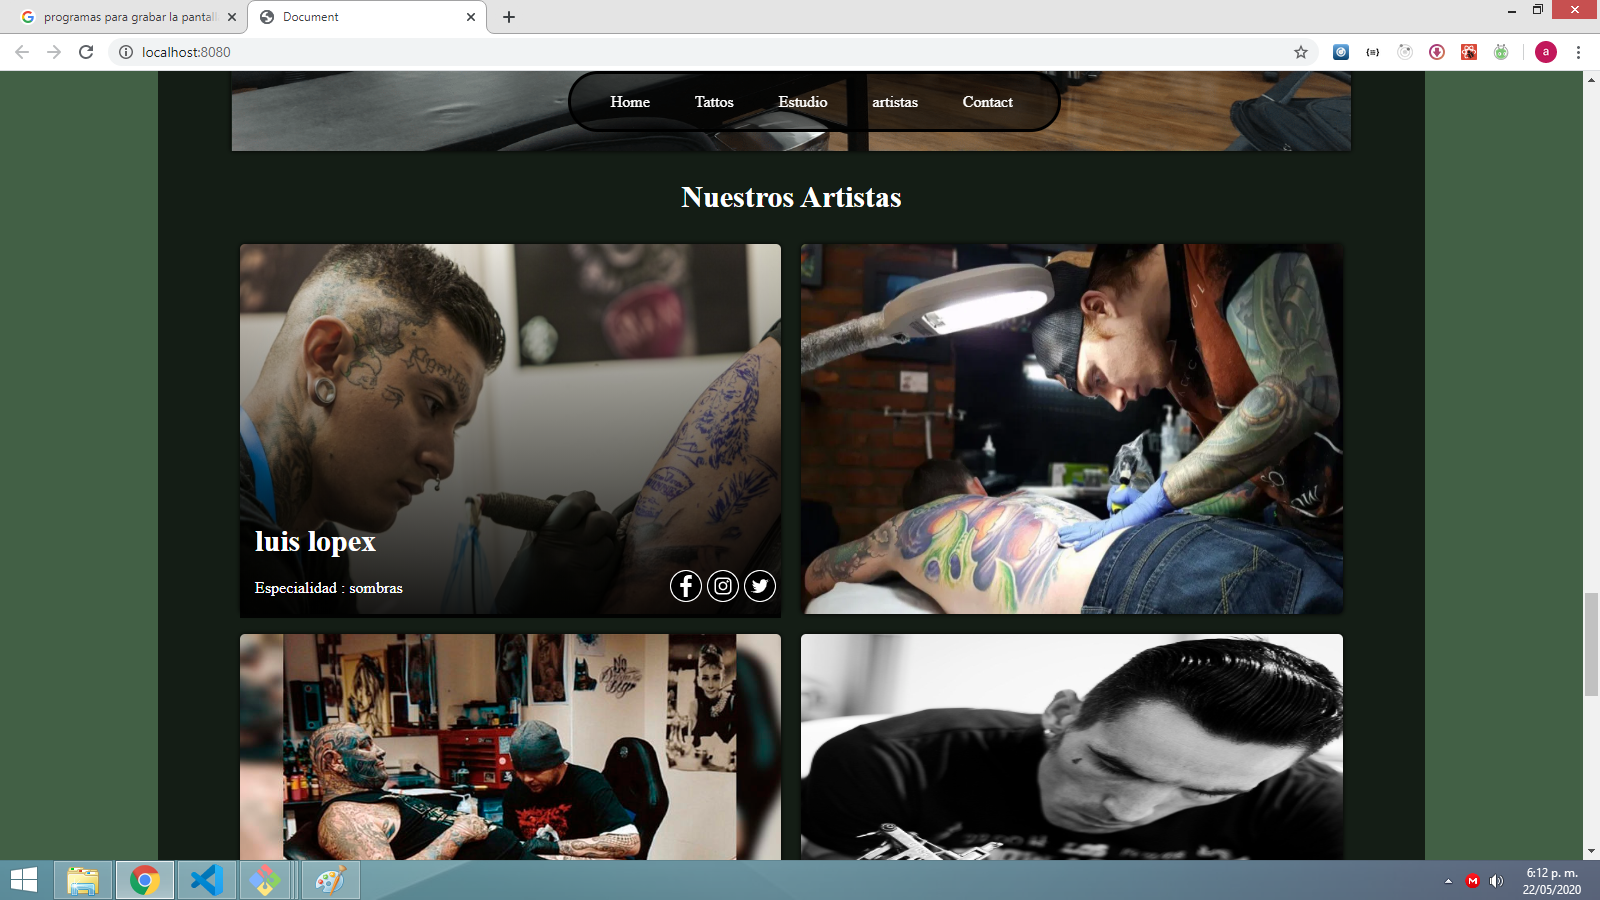 programas para grabar la pantal
Document
localhost:8080
a
Home Tattos Estudio artistas Contact
Nuestros Artistas
luis lopex
Especialidad : sombras
6:12 p. m.
22/05/2020